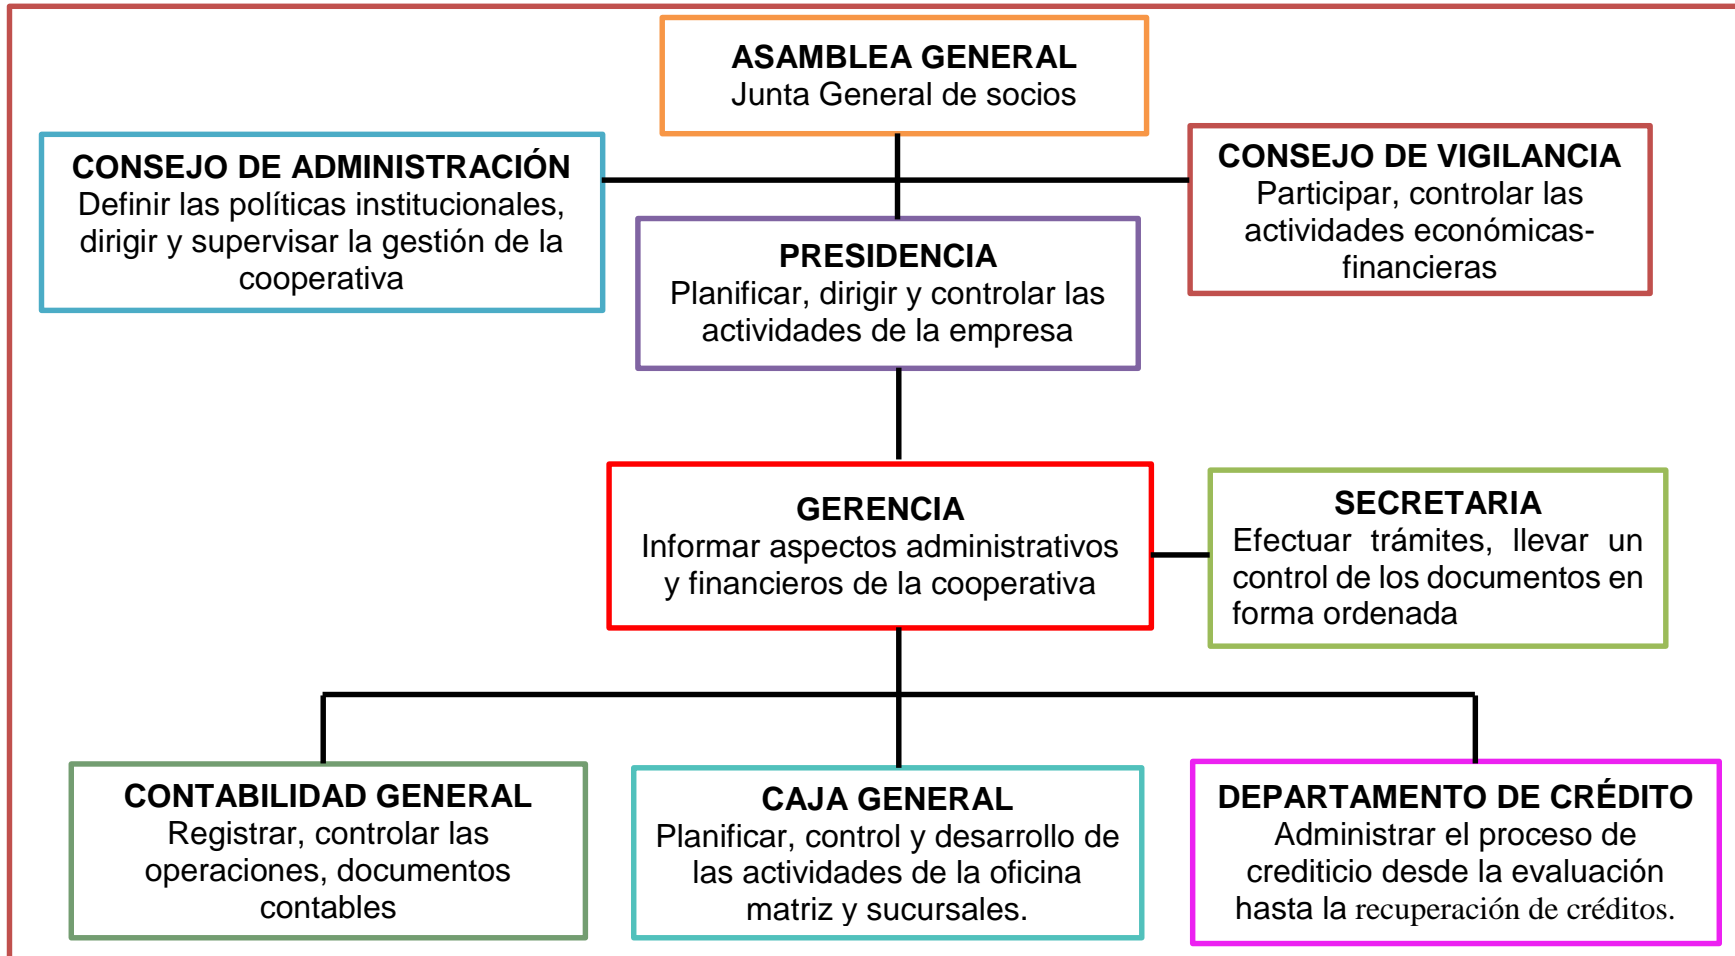 ASAMBLEA GENERAL
Junta General de socios
CONSEJO DE ADMINISTRACIÓN
Definir las políticas institucionales,
dirigir y supervisar la gestión de la
cooperativa
CONSEJO DE VIGILANCIA
Participar, controlar las
actividades económicas-
financieras
PRESIDENCIA
Planificar, dirigir y controlar las
actividades de la empresa
GERENCIA
Informar aspectos administrativos
y financieros de la cooperativa
SECRETARIA
Efectuar trámites, llevar un
control de los documentos en
forma ordenada
CONTABILIDAD GENERAL
Registrar, controlar las
operaciones, documentos
contables
CAJA GENERAL
Planificar, control y desarrollo de
las actividades de la oficina
matriz y sucursales.
DEPARTAMENTO DE CRÉDITO
Administrar el proceso de
crediticio desde la evaluación
hasta la recuperación de créditos.